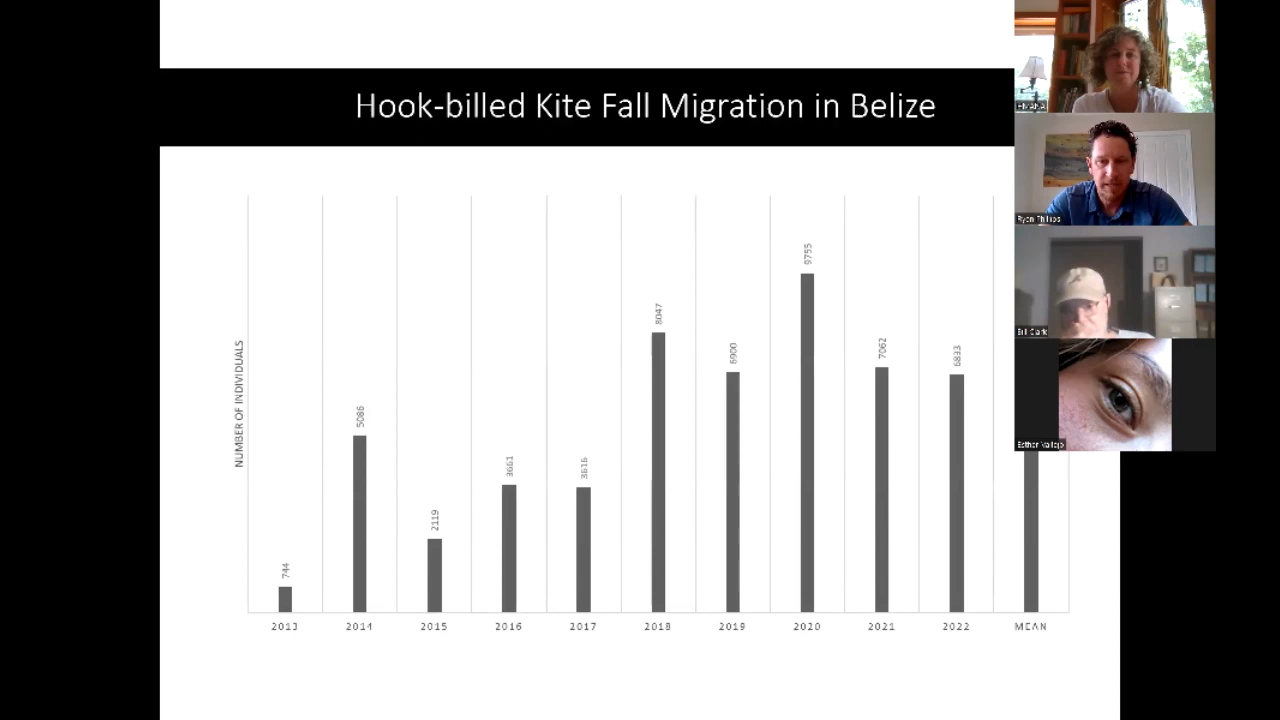 Hook-billed Kite Fall Migration in Belize
HMANA
Ryan Phillips
Bill Clark
Esther Vallejo
NUMBER OF INDIVIDUALS
744
5086
2119
3661
3616
8047
6900
9755
7062
6833
2013
2014
2015
2016
2017
2018
2019
2020
2021
2022
MEAN